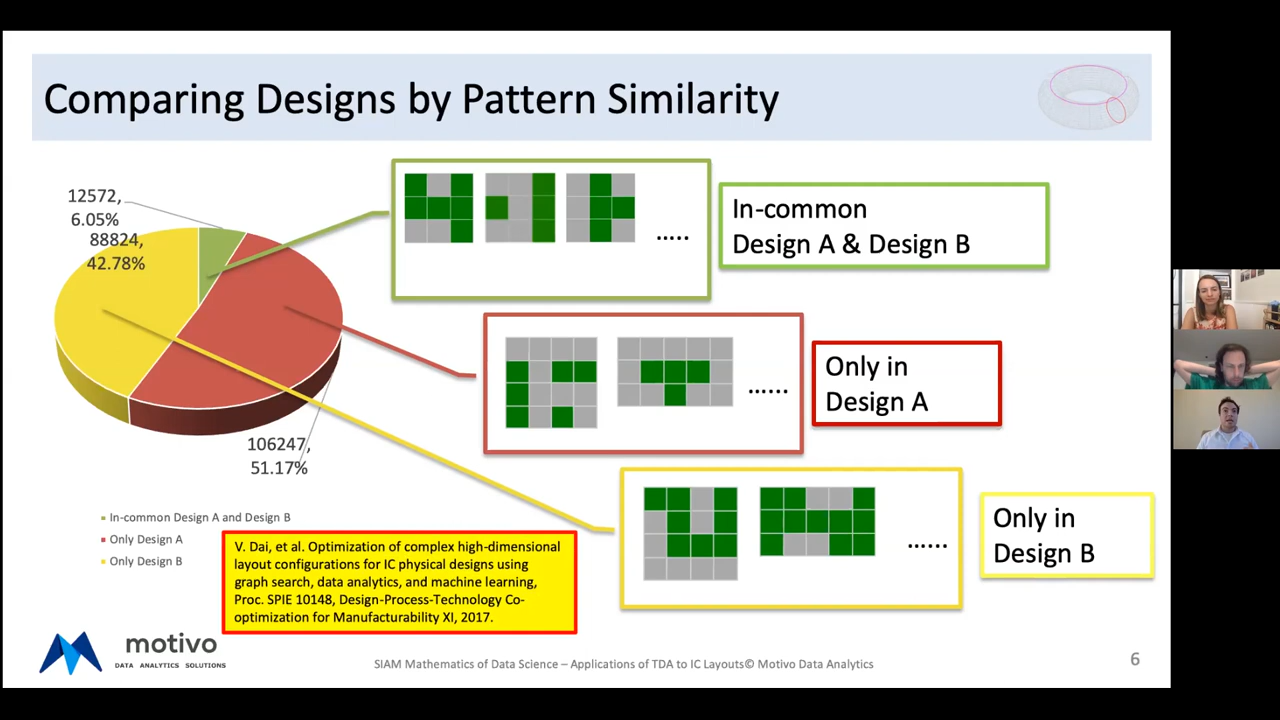 Comparing Designs by Pattern Similarity
12572,
6.05%
88824,
42.78%
106247,
51.17%
In-common Design A and Design B
Only Design A
Only Design B
.....
In-common
Design A & Design B
......
Only in
Design A
......
Only in
Design B
V. Dai, et al. Optimization of complex high-dimensional
layout configurations for IC physical designs using
graph search, data analytics, and machine learning,
Proc. SPIE 10148, Design-Process-Technology Co-
optimization for Manufacturability XI, 2017.
motivo
DATA ANALYTICS SOLUTIONS
SIAM Mathematics of Data Science – Applications of TDA to IC Layouts© Motivo Data Analytics
6